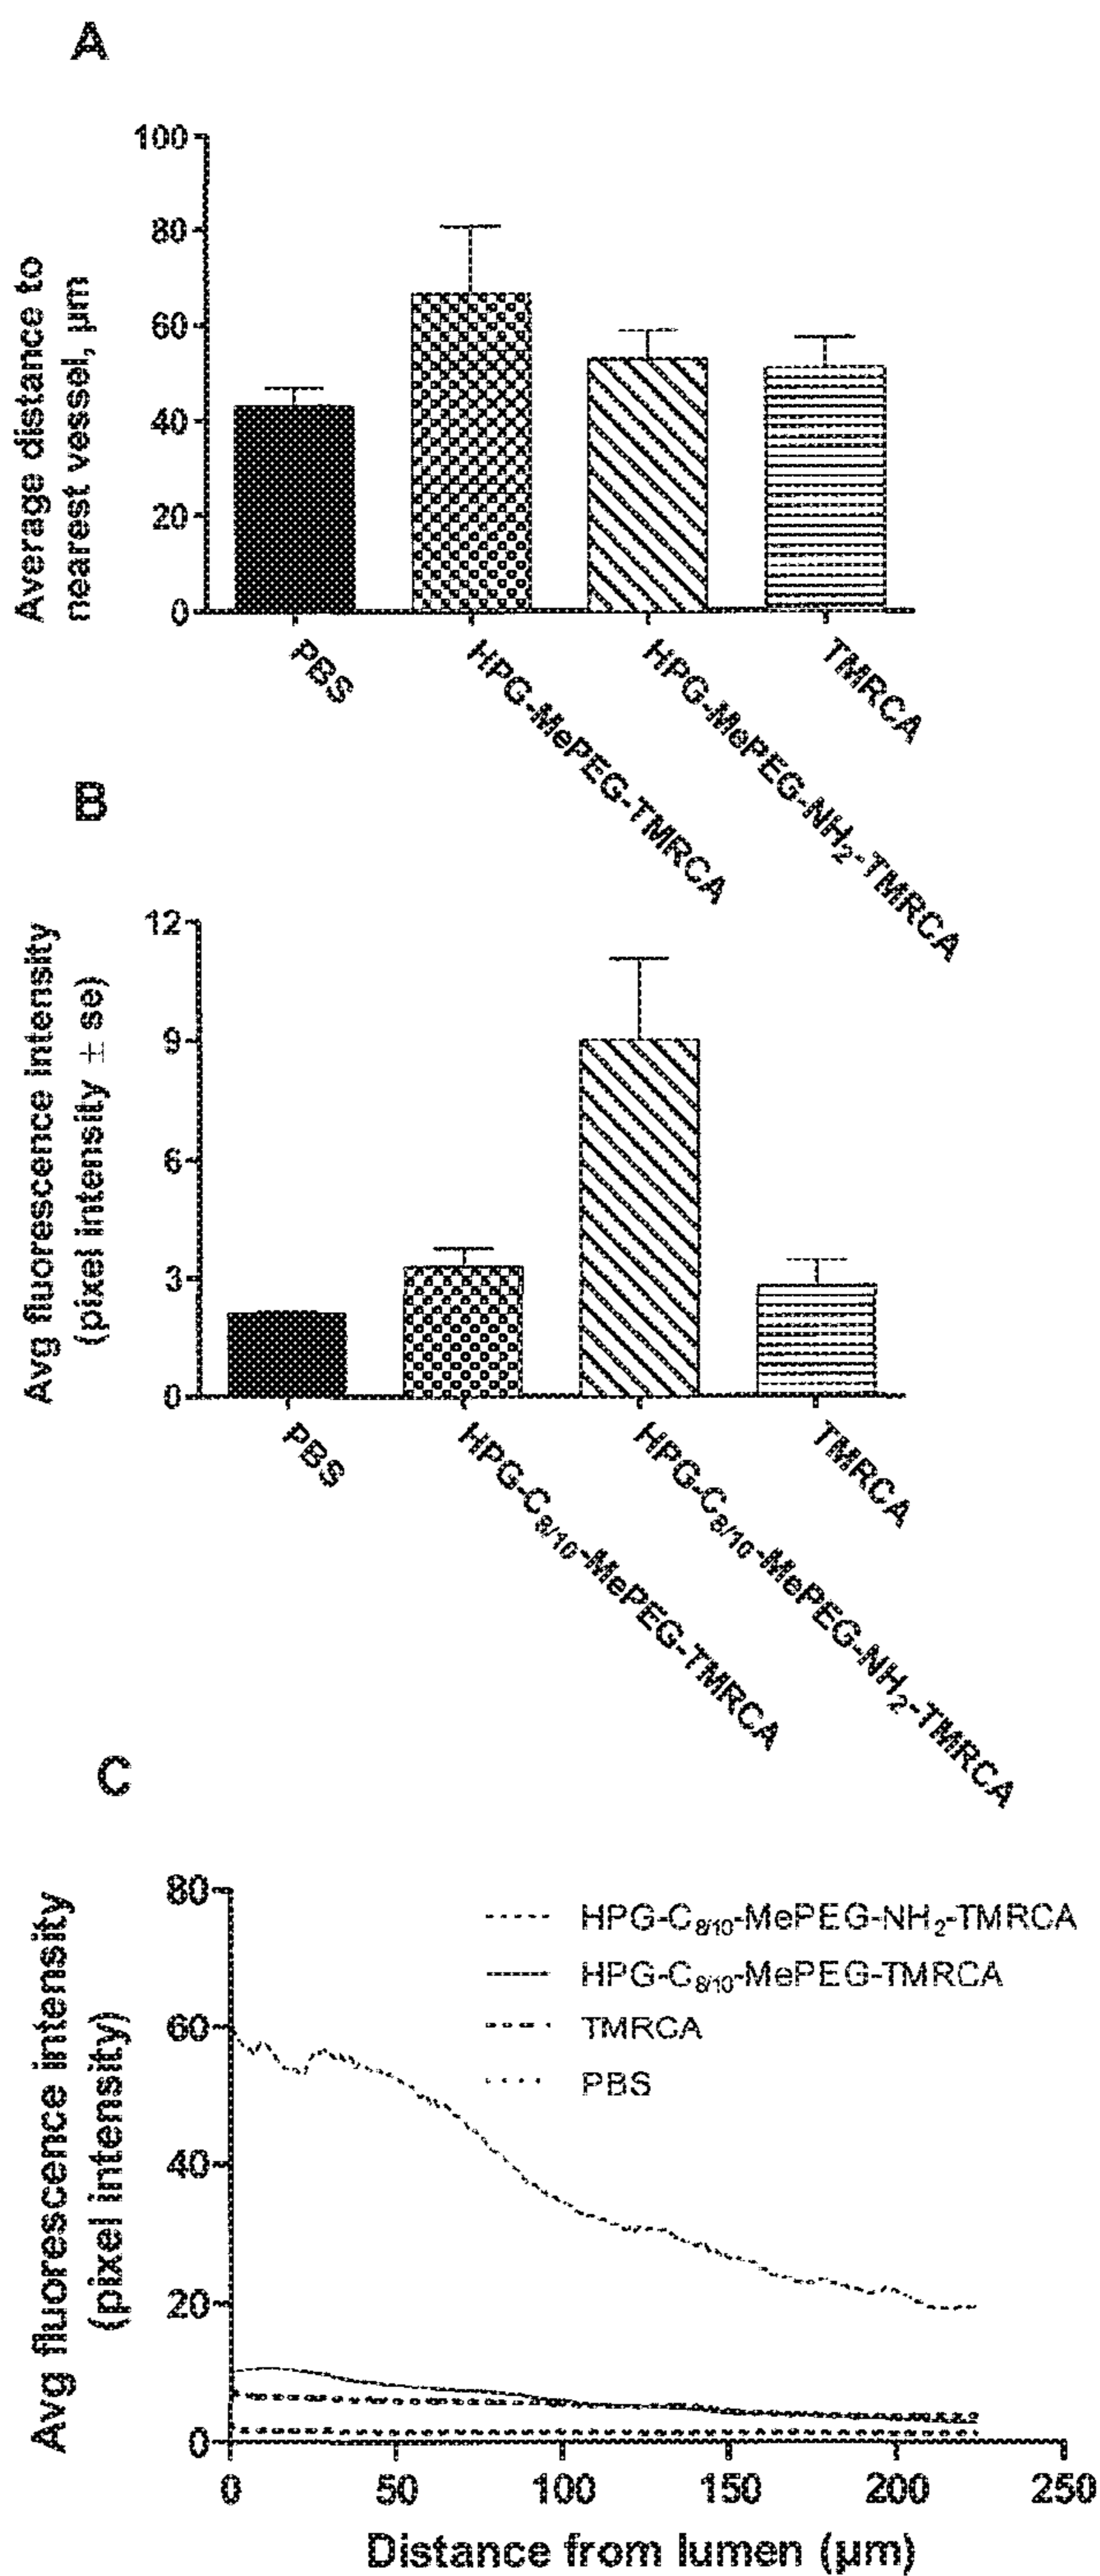 A
Average distance to
nearest vessel, µm
100
80
60
40
20
0
PBS
HPG-MePEG-TMRCA
HPG-MePEG-NH₂-TMRCA
TMRCA
B
Avg fluorescence intensity
(pixel intensity ± se)
12
9
6
3
0
PBS
HPG-C₈/₁₀-MePEG-TMRCA
HPG-C₈/₁₀-MePEG-NH₂-TMRCA
TMRCA
C
Avg fluorescence intensity
(pixel intensity)
80
60
40
20
0
HPG-C₈/₁₀-MePEG-NH₂-TMRCA
HPG-C₈/₁₀-MePEG-TMRCA
TMRCA
PBS
0 50 100 150 200 250
Distance from lumen (µm)